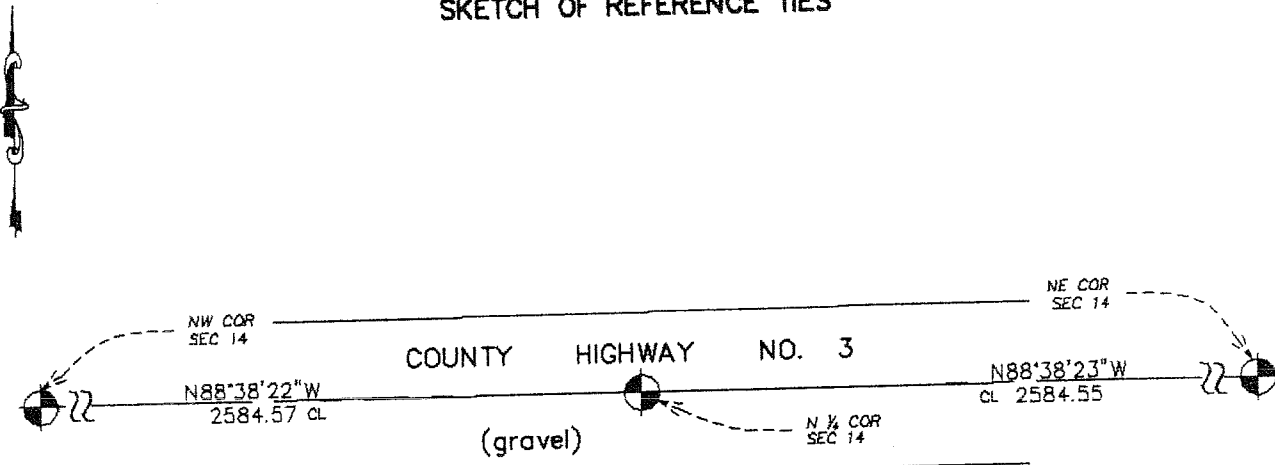 SKETCH OF REFERENCE TIES
NE COR
SEC 14
NW COR
SEC 14
COUNTY HIGHWAY NO. 3
N88°38'22"W
2584.57 CL
N88°38'23"W
CL 2584.55
N ¼ COR
SEC 14
(gravel)